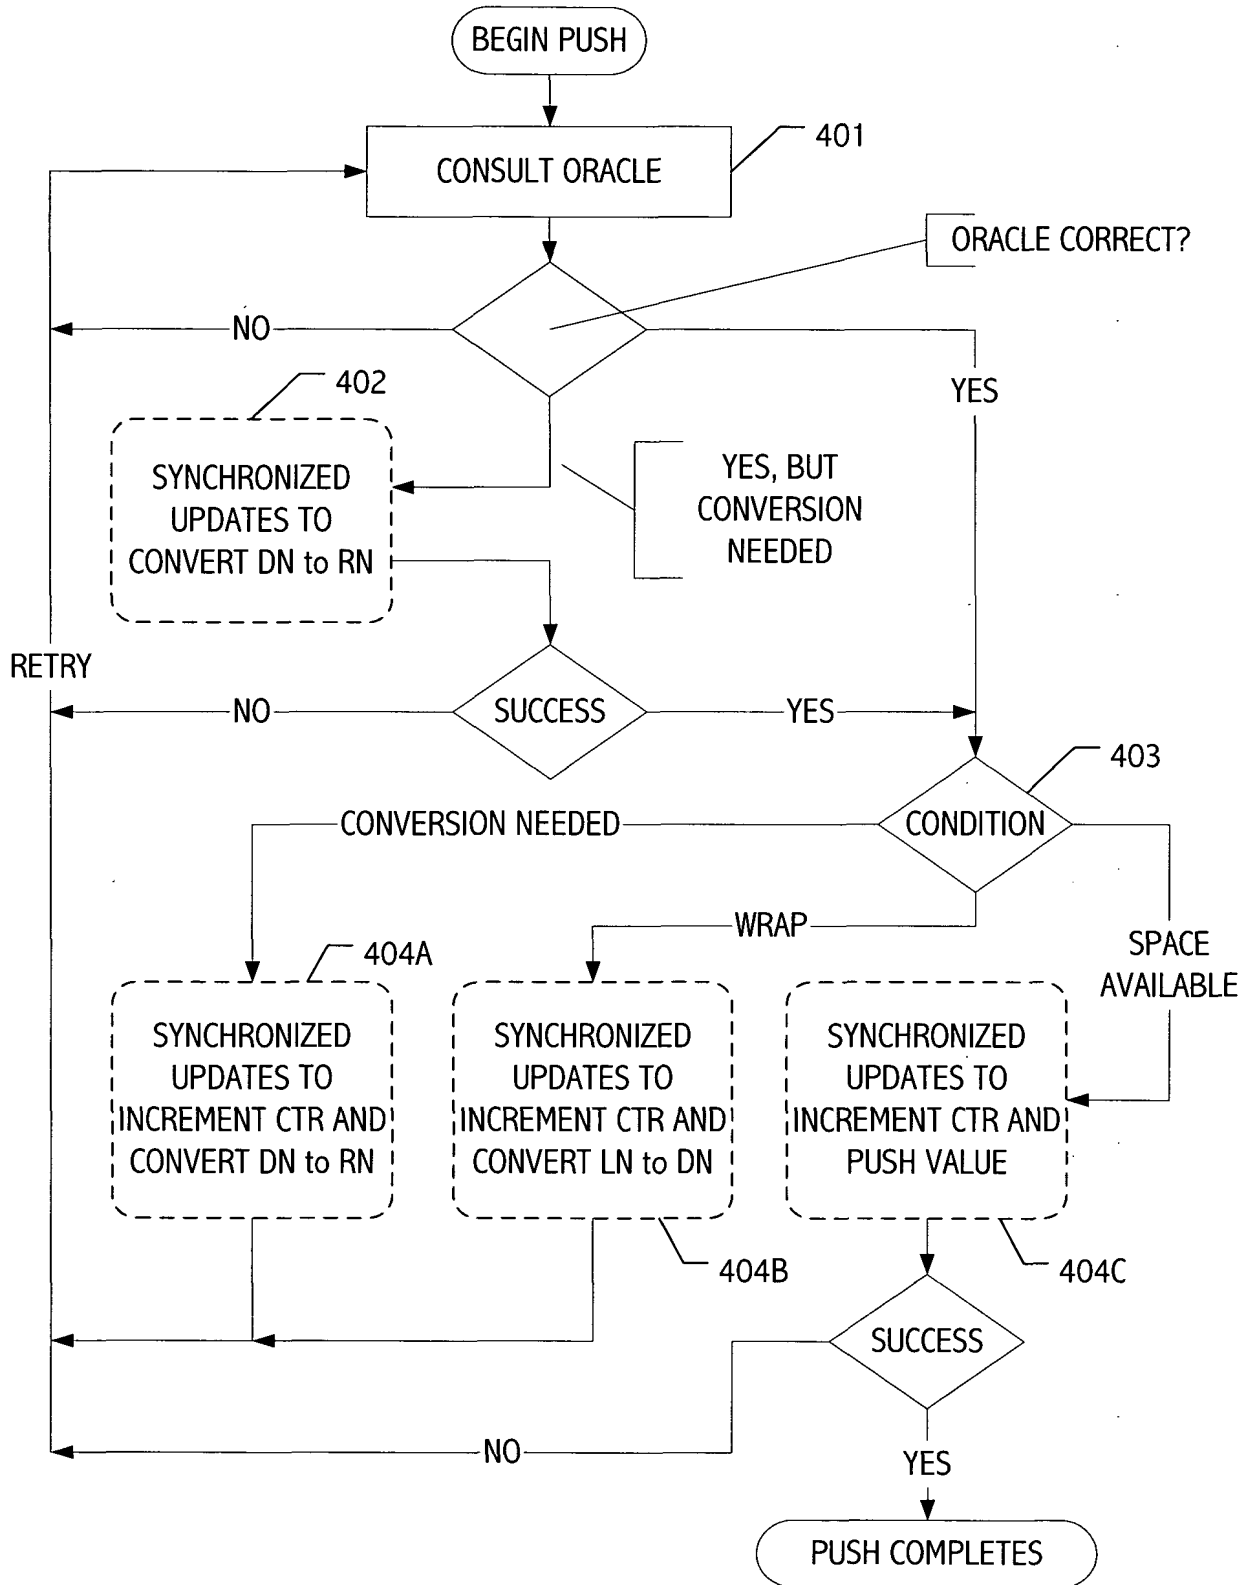 BEGIN PUSH
401
CONSULT ORACLE
ORACLE CORRECT?
NO
YES
402
SYNCHRONIZED
UPDATES TO
CONVERT DN to RN
YES, BUT
CONVERSION
NEEDED
RETRY
NO
SUCCESS
YES
403
CONVERSION NEEDED
CONDITION
WRAP
SPACE
AVAILABLE
404A
SYNCHRONIZED
UPDATES TO
INCREMENT CTR AND
CONVERT DN to RN
SYNCHRONIZED
UPDATES TO
INCREMENT CTR AND
CONVERT LN to DN
SYNCHRONIZED
UPDATES TO
INCREMENT CTR AND
PUSH VALUE
404B
404C
SUCCESS
NO
YES
PUSH COMPLETES